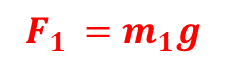 F₁ = m₁g